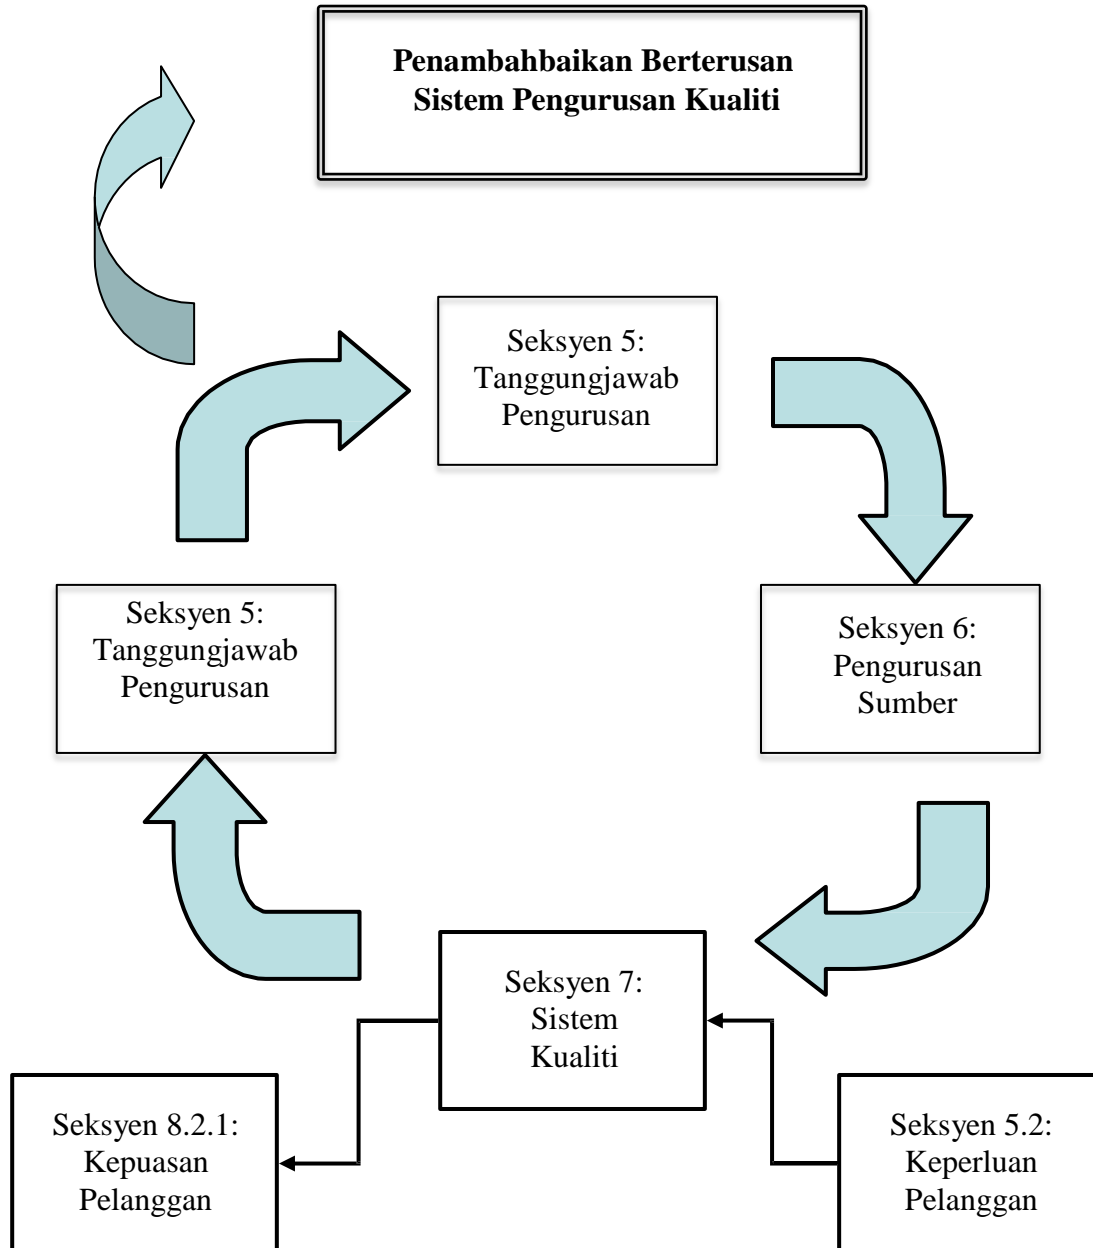 Penambahbaikan Berterusan
Sistem Pengurusan Kualiti
Seksyen 5:
Tanggungjawab
Pengurusan
Seksyen 5:
Tanggungjawab
Pengurusan
Seksyen 6:
Pengurusan
Sumber
Seksyen 7:
Sistem
Kualiti
Seksyen 8.2.1:
Kepuasan
Pelanggan
Seksyen 5.2:
Keperluan
Pelanggan